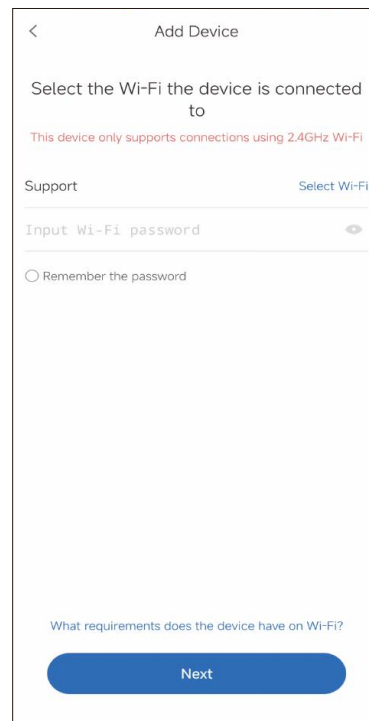 Add Device
Select the Wi-Fi the device is connected
to
This device only supports connections using 2.4GHz Wi-Fi
Support Select Wi-Fi
Input Wi-Fi password
Remember the password
What requirements does the device have on Wi-Fi?
Next